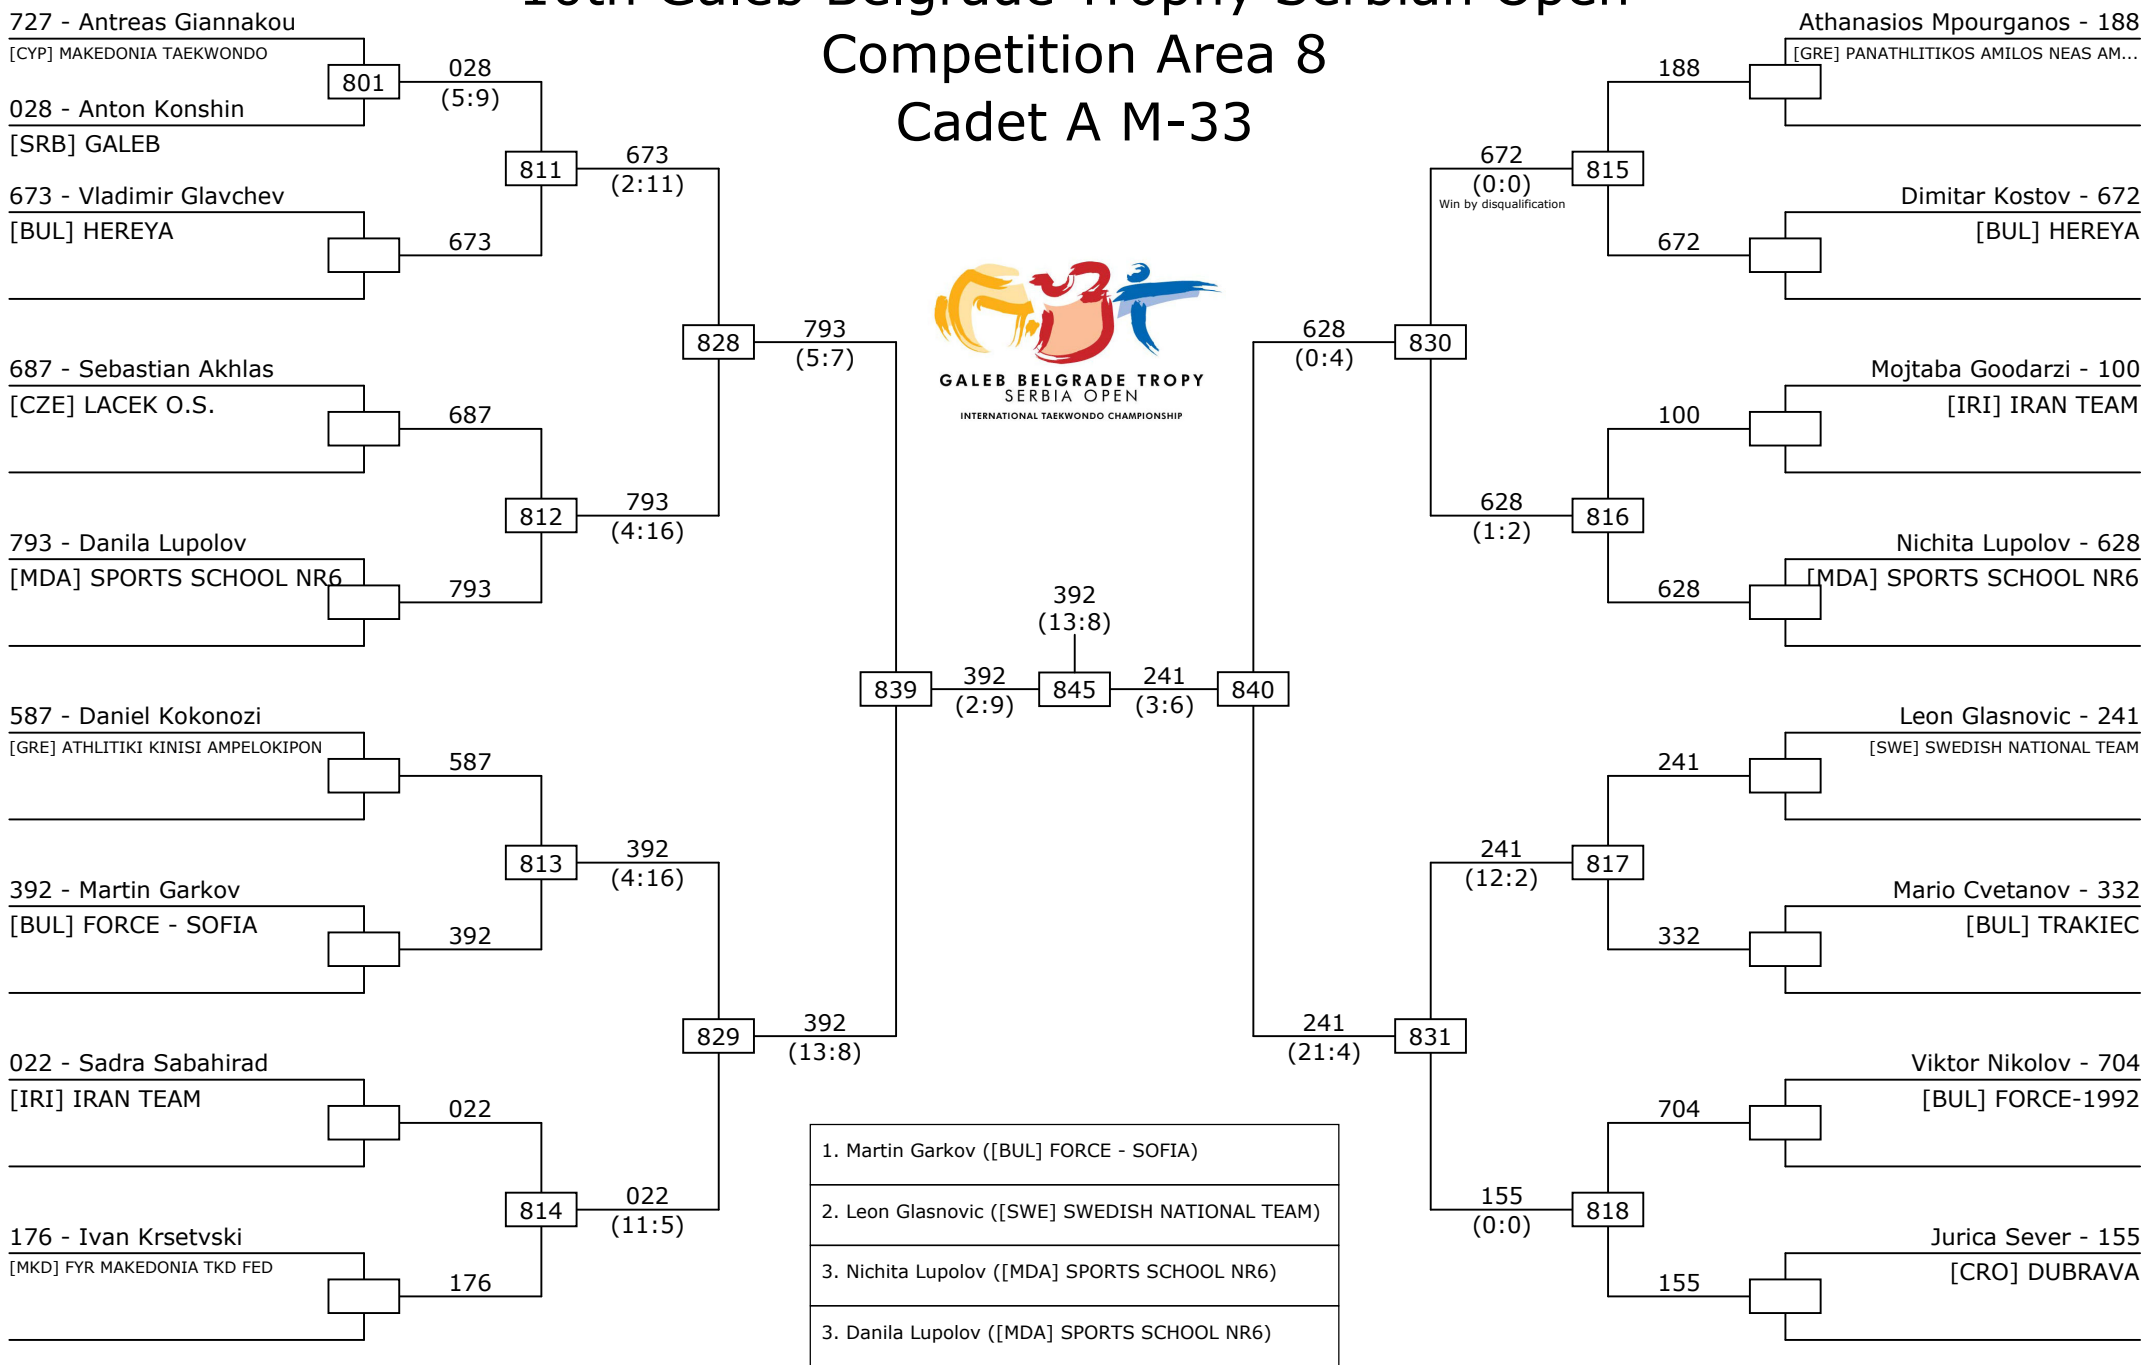 16th Galeb Belgrade Trophy Serbian Open
Competition Area 8
Cadet A M-33
727 - Antreas Giannakou
[CYP] MAKEDONIA TAEKWONDO
801
028
(5:9)
028 - Anton Konshin
[SRB] GALEB
811
673
(2:11)
673 - Vladimir Glavchev
[BUL] HEREYA
673
828
793
(5:7)
687 - Sebastian Akhlas
[CZE] LACEK O.S.
687
812
793
(4:16)
793 - Danila Lupolov
[MDA] SPORTS SCHOOL NR6
793
839
392
(2:9)
587 - Daniel Kokonozi
[GRE] ATHLITIKI KINISI AMPELOKIPON
587
813
392
(4:16)
392 - Martin Garkov
[BUL] FORCE - SOFIA
392
829
392
(13:8)
022 - Sadra Sabahirad
[IRI] IRAN TEAM
022
814
022
(11:5)
176 - Ivan Krsetvski
[MKD] FYR MAKEDONIA TKD FED
176
GALEB BELGRADE TROPY
SERBIA OPEN
INTERNATIONAL TAEKWONDO CHAMPIONSHIP
392
(13:8)
845
241
(3:6)
840
Athanasios Mpourganos - 188
[GRE] PANATHLITIKOS AMILOS NEAS AM...
188
672
(0:0)
Win by disqualification
815
Dimitar Kostov - 672
[BUL] HEREYA
672
628
(0:4)
830
Mojtaba Goodarzi - 100
[IRI] IRAN TEAM
100
628
(1:2)
816
Nichita Lupolov - 628
[MDA] SPORTS SCHOOL NR6
628
Leon Glasnovic - 241
[SWE] SWEDISH NATIONAL TEAM
241
241
(12:2)
817
Mario Cvetanov - 332
[BUL] TRAKIEC
332
241
(21:4)
831
Viktor Nikolov - 704
[BUL] FORCE-1992
704
155
(0:0)
818
Jurica Sever - 155
[CRO] DUBRAVA
155
1. Martin Garkov ([BUL] FORCE - SOFIA)
2. Leon Glasnovic ([SWE] SWEDISH NATIONAL TEAM)
3. Nichita Lupolov ([MDA] SPORTS SCHOOL NR6)
3. Danila Lupolov ([MDA] SPORTS SCHOOL NR6)